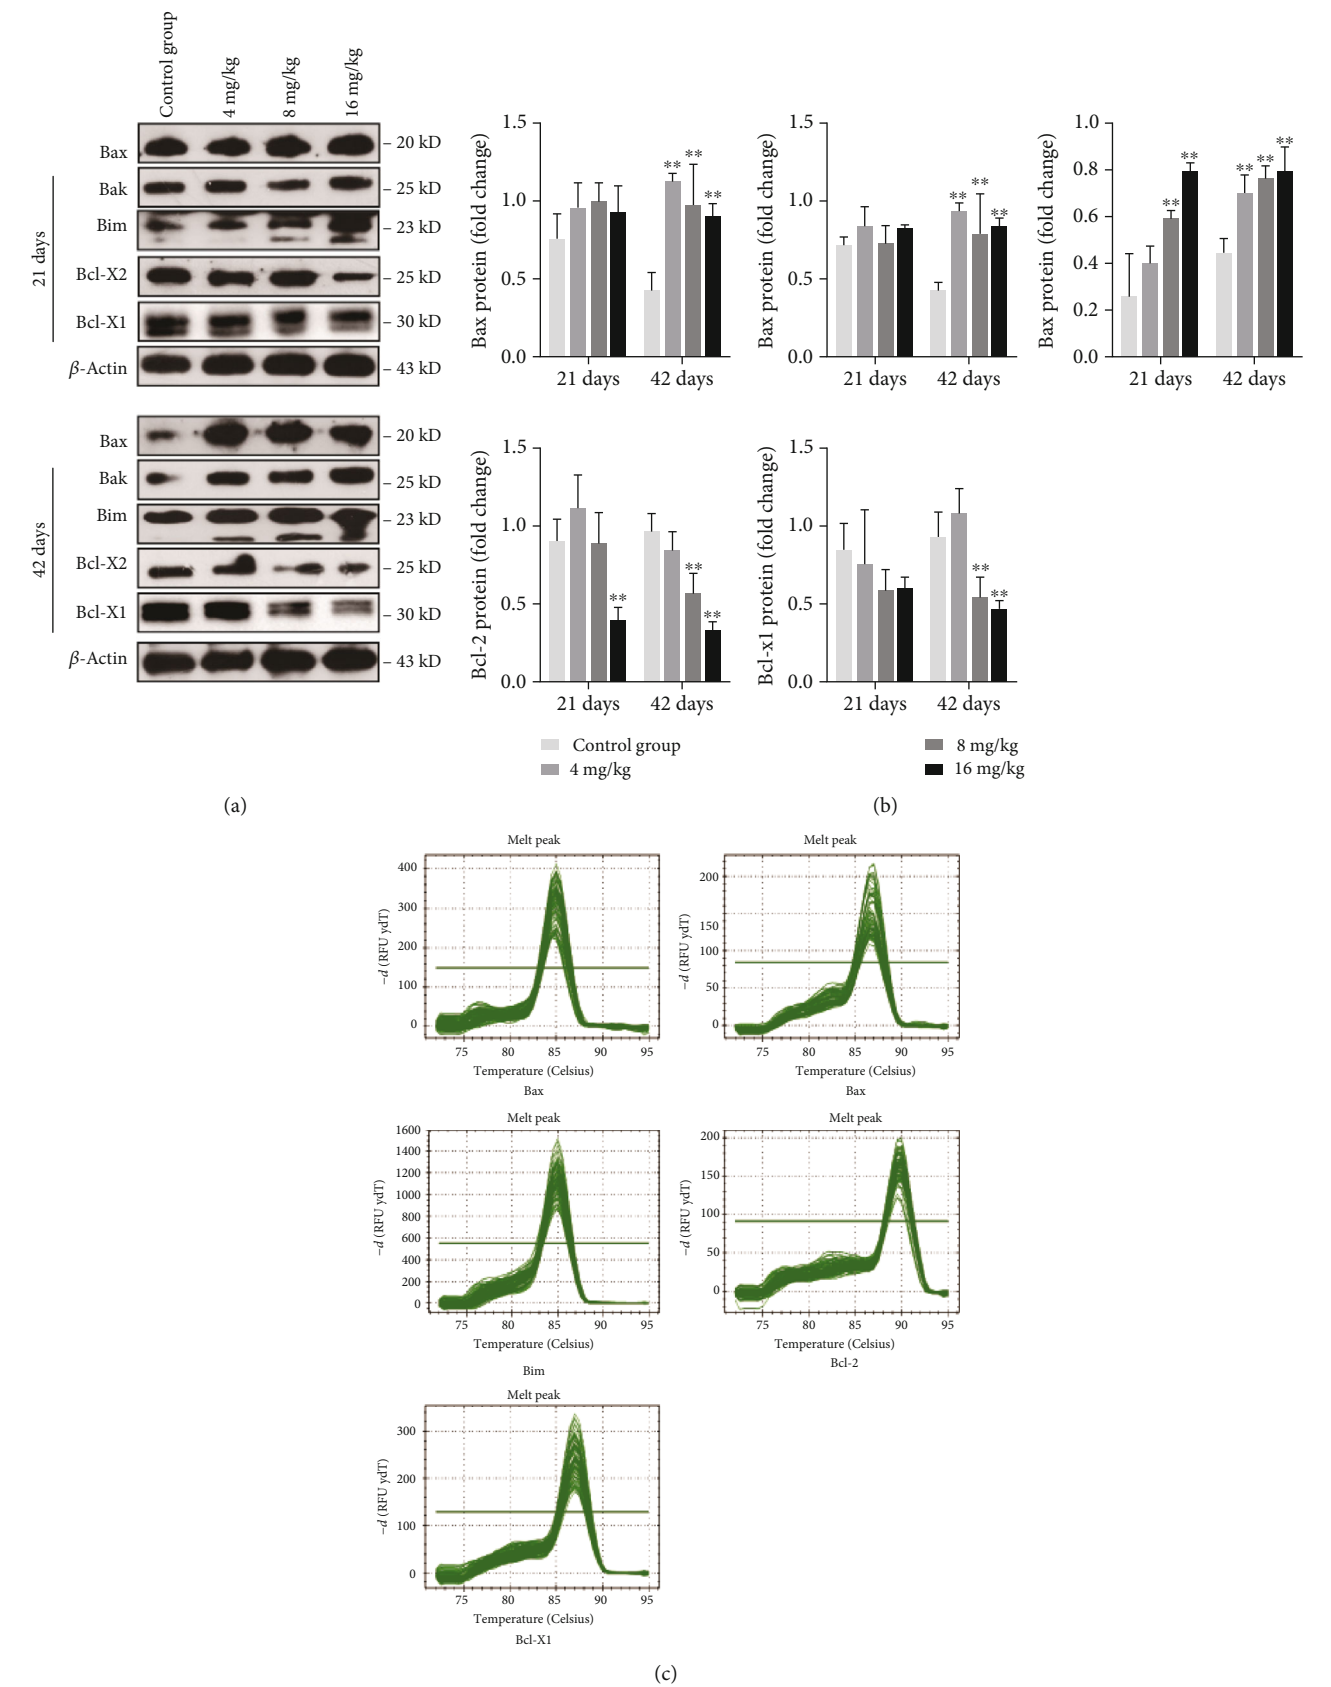 Control group
4 mg/kg
8 mg/kg
16 mg/kg
21 days
Bax – 20 kD
Bak – 25 kD
Bim – 23 kD
Bcl-X2 – 25 kD
Bcl-X1 – 30 kD
β-Actin – 43 kD
42 days
Bax – 20 kD
Bak – 25 kD
Bim – 23 kD
Bcl-X2 – 25 kD
Bcl-X1 – 30 kD
β-Actin – 43 kD
(a)
Bax protein (fold change)
1.5
1.0
0.5
0.0
** ** **
21 days 42 days
Bax protein (fold change)
1.5
1.0
0.5
0.0
** ** **
21 days 42 days
Bax protein (fold change)
1.0
0.8
0.6
0.4
0.2
0.0
** ** ** ** **
21 days 42 days
Bcl-2 protein (fold change)
1.5
1.0
0.5
0.0
** ** **
21 days 42 days
Bcl-x1 protein (fold change)
1.5
1.0
0.5
0.0
** **
21 days 42 days
Control group
4 mg/kg
8 mg/kg
16 mg/kg
(b)
Melt peak
–d (RFU ydT)
400
300
200
100
0
75 80 85 90 95
Temperature (Celsius)
Bax
Melt peak
–d (RFU ydT)
200
150
100
50
0
75 80 85 90 95
Temperature (Celsius)
Bax
Melt peak
–d (RFU ydT)
1600
1400
1200
1000
800
600
400
200
0
75 80 85 90 95
Temperature (Celsius)
Bim
Melt peak
–d (RFU ydT)
200
150
100
50
0
75 80 85 90 95
Temperature (Celsius)
Bcl-2
Melt peak
–d (RFU ydT)
300
200
100
0
75 80 85 90 95
Temperature (Celsius)
Bcl-X1
(c)